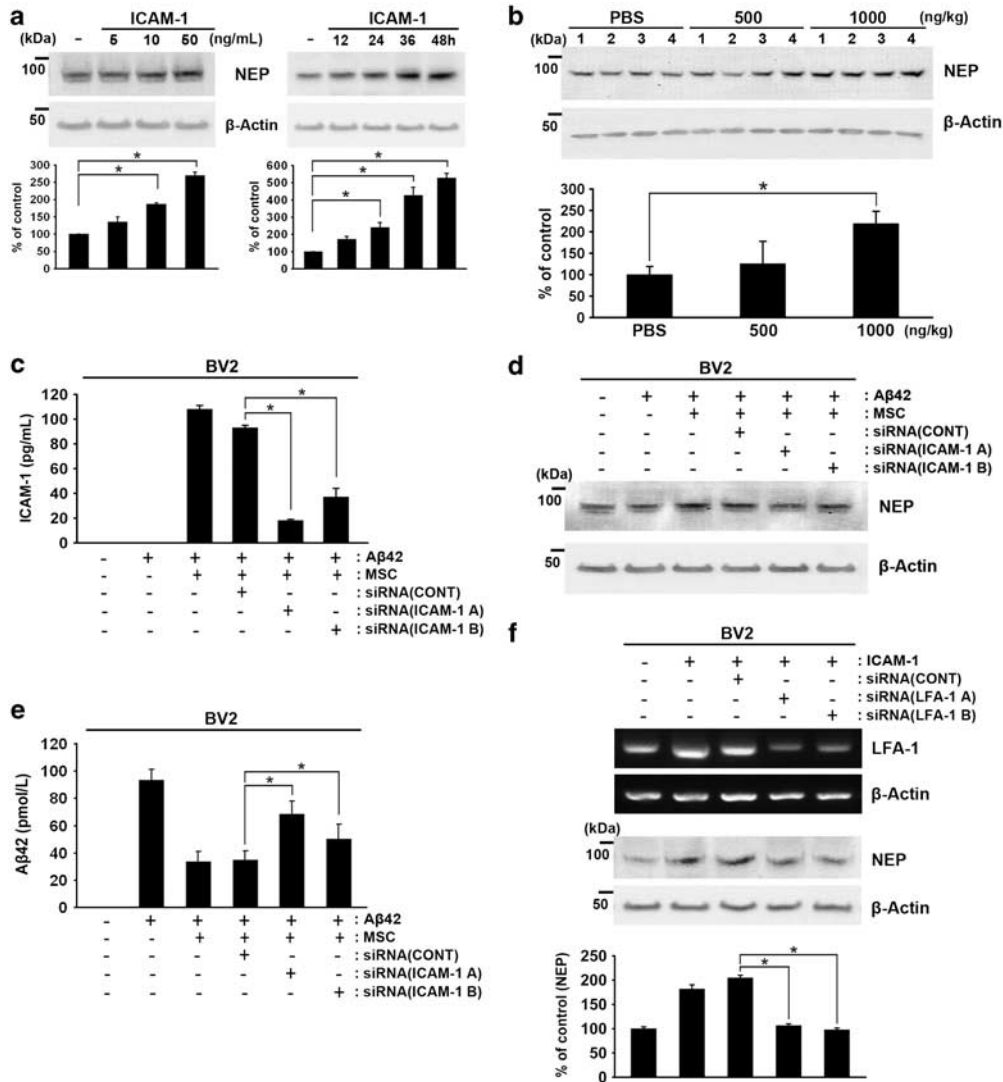 a
ICAM-1
(kDa) – 5 10 50 (ng/mL)
100
NEP
50
β-Actin
% of control
300
250
200
150
100
50
0
*
*
ICAM-1
– 12 24 36 48h
% of control
600
500
400
300
200
100
0
*
*
*
b
PBS 500 1000 (ng/kg)
(kDa) 1 2 3 4 1 2 3 4 1 2 3 4
100
NEP
50
β-Actin
% of control
300
250
200
150
100
50
0
*
PBS 500 1000 (ng/kg)
c
BV2
ICAM-1 (pg/mL)
120
100
80
60
40
20
0
*
*
- + + + + + : Aβ42
- - + + + + : MSC
- - - + - - : siRNA(CONT)
- - - - + - : siRNA(ICAM-1 A)
- - - - - + : siRNA(ICAM-1 B)
d
BV2
- + + + + + : Aβ42
- - + + + + : MSC
- - - + - - : siRNA(CONT)
- - - - + - : siRNA(ICAM-1 A)
- - - - - + : siRNA(ICAM-1 B)
(kDa)
100
NEP
50
β-Actin
e
BV2
Aβ42 (pmol/L)
120
100
80
60
40
20
0
*
*
- + + + + + : Aβ42
- - + + + + : MSC
- - - + - - : siRNA(CONT)
- - - - + - : siRNA(ICAM-1 A)
- - - - - + : siRNA(ICAM-1 B)
f
BV2
- + + + + : ICAM-1
- - + - - : siRNA(CONT)
- - - + - : siRNA(LFA-1 A)
- - - - + : siRNA(LFA-1 B)
LFA-1
β-Actin
(kDa)
100
NEP
50
β-Actin
% of control (NEP)
250
200
150
100
50
0
*
*